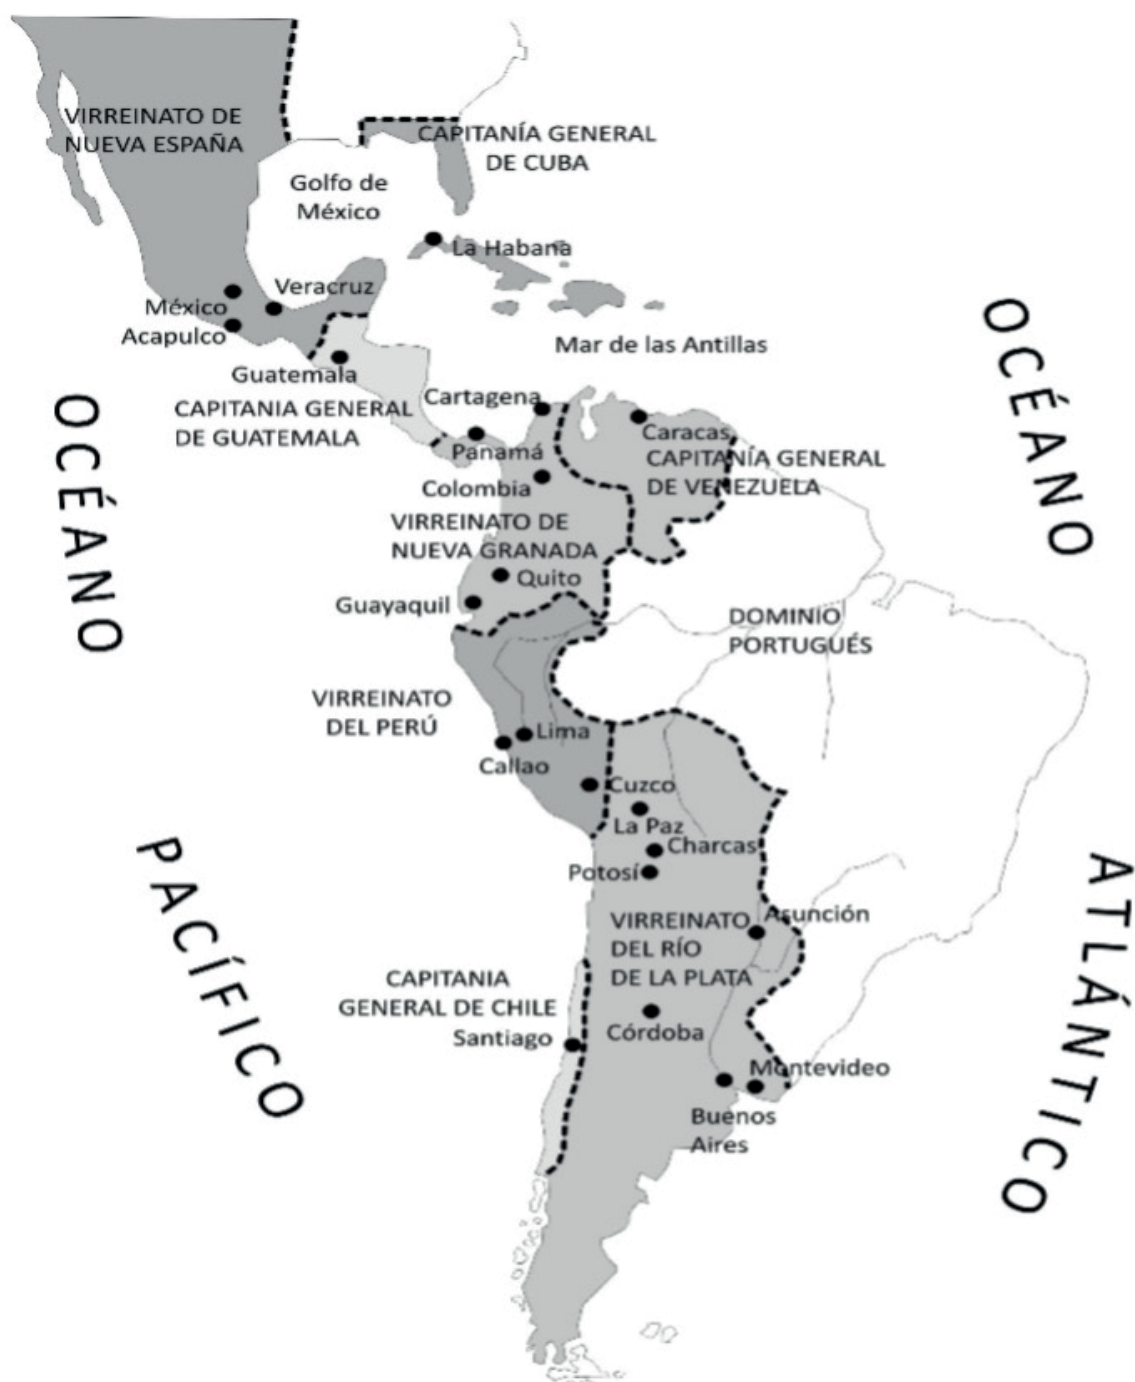 VIRREINATO DE
NUEVA ESPAÑA
CAPITANÍA GENERAL
DE CUBA
Golfo de
México
La Habana
Veracruz
México
Acapulco
Mar de las Antillas
Guatemala
CAPITANIA GENERAL
DE GUATEMALA
Cartagena
Caracas
Panamá
CAPITANÍA GENERAL
DE VENEZUELA
Colombia
VIRREINATO DE
NUEVA GRANADA
Quito
Guayaquil
DOMINIO
PORTUGUÉS
VIRREINATO
DEL PERÚ
Lima
Callao
Cuzco
La Paz
Charcas
Potosí
Asunción
VIRREINATO
DEL RÍO
DE LA PLATA
CAPITANIA
GENERAL DE CHILE
Santiago
Córdoba
Montevideo
Buenos
Aires
OCÉANO
PACÍFICO
OCÉANO
ATLÁNTICO